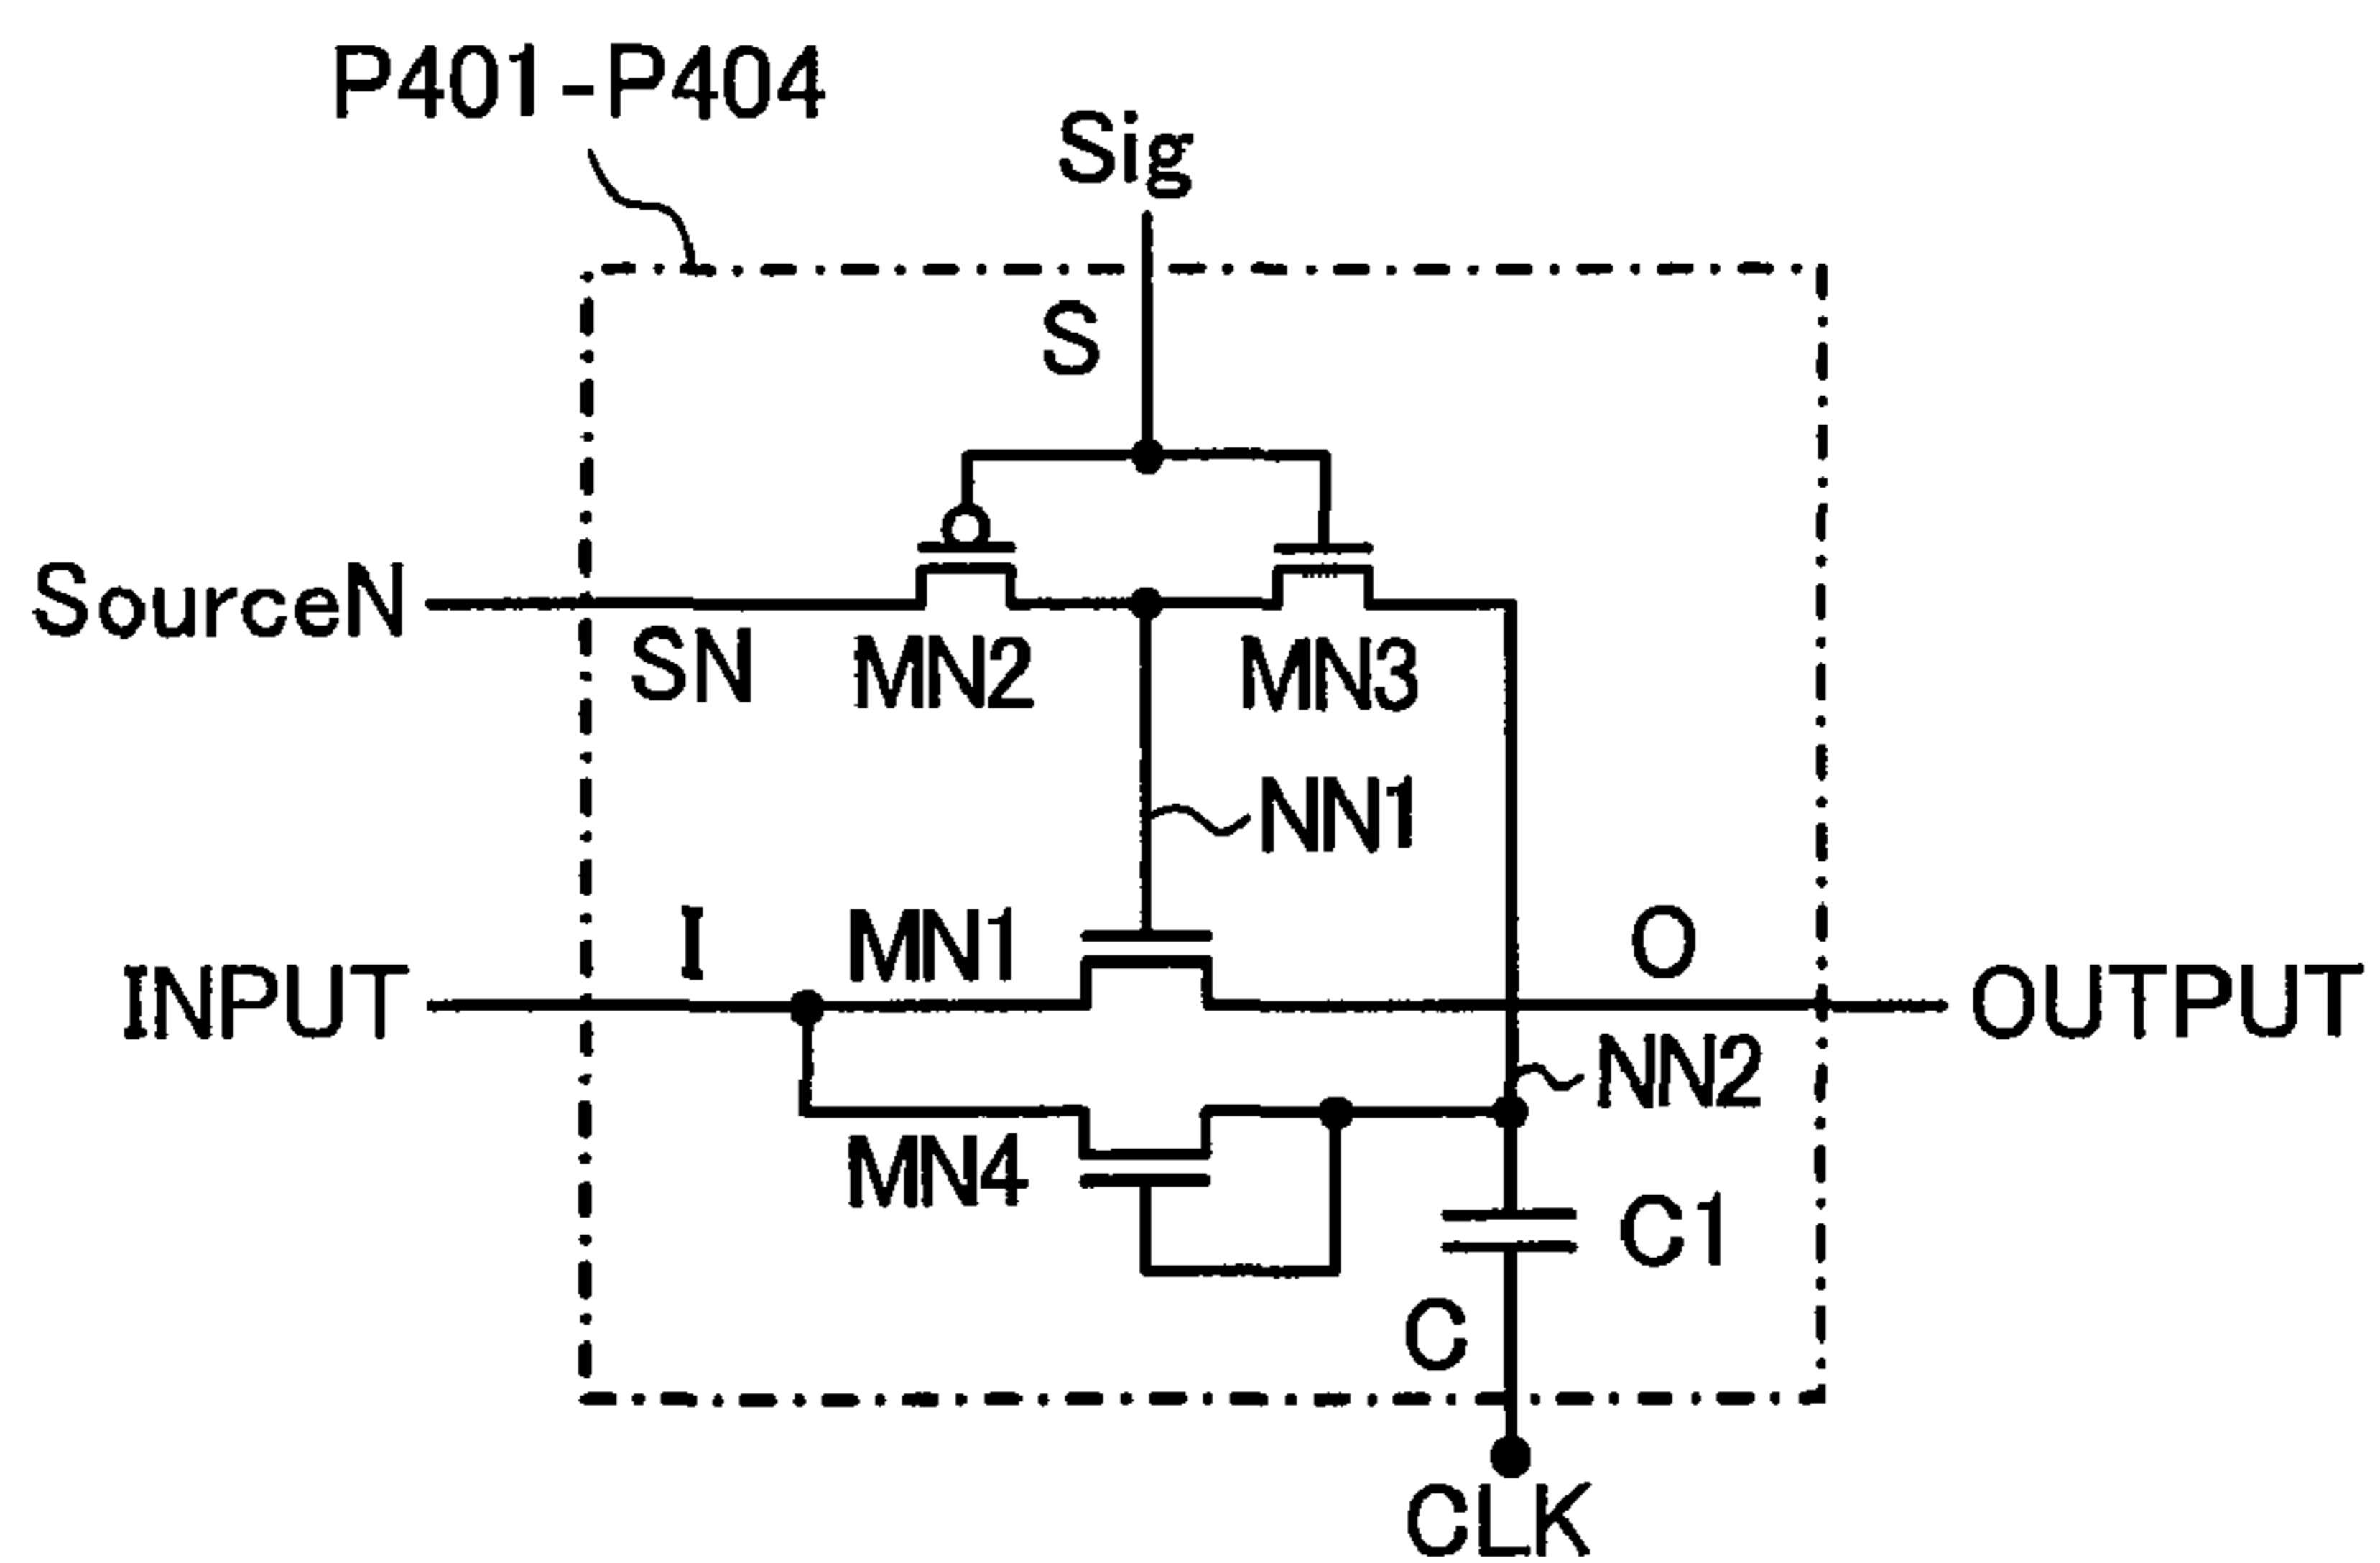 P401-P404
Sig
S
SourceN
SN
MN2
MN3
NN1
I
MN1
O
INPUT
OUTPUT
NN2
MN4
C1
C
CLK